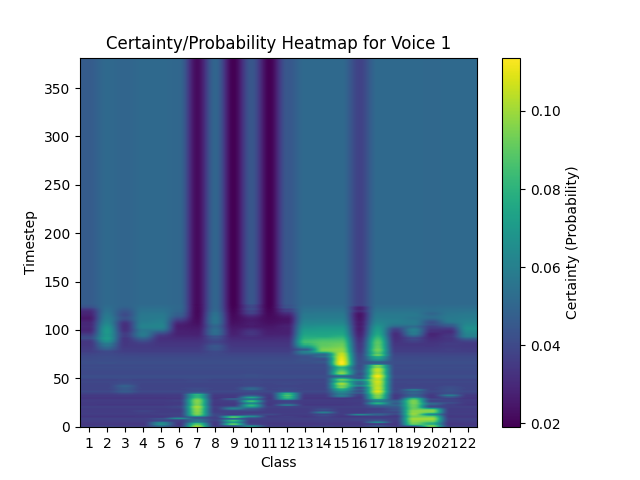 Certainty/Probability Heatmap for Voice 1
350
300
250
200
150
100
50
0
Timestep
1 2 3 4 5 6 7 8 9 10 11 12 13 14 15 16 17 18 19 20 21 22
Class
0.10
0.08
0.06
0.04
0.02
Certainty (Probability)